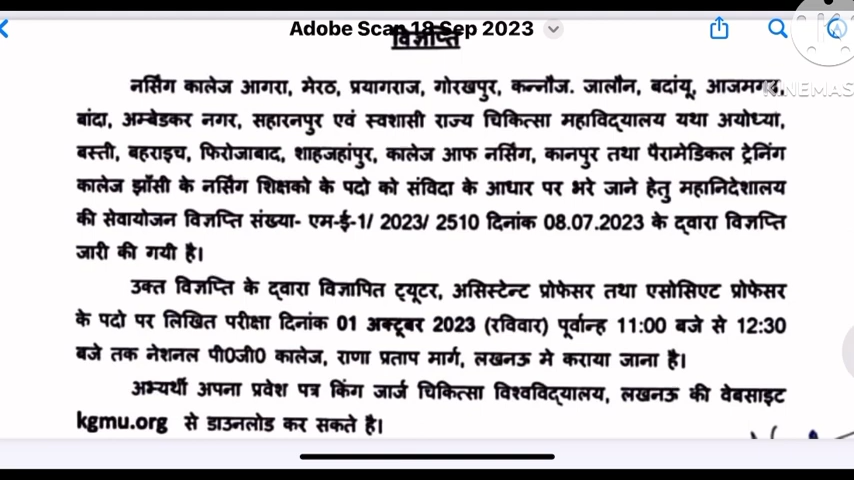 Adobe Scan 18 Sep 2023
विज्ञप्ति
KINEMAS
नर्सिंग कालेज आगरा, मेरठ, प्रयागराज, गोरखपुर, कन्नौज. जालौन, बदांयू, आजमगढ़,
बांदा, अम्बेडकर नगर, सहारनपुर एवं स्वशासी राज्य चिकित्सा महाविद्यालय यथा अयोध्या,
बस्ती, बहराइच, फिरोजाबाद, शाहजहांपुर, कालेज आफ नर्सिंग, कानपुर तथा पैरामेडिकल ट्रेनिंग
कालेज झाँसी के नर्सिंग शिक्षको के पदो को संविदा के आधार पर भरे जाने हेतु महानिदेशालय
की सेवायोजन विज्ञप्ति संख्या- एम-ई-1/ 2023/ 2510 दिनांक 08.07.2023 के द्वारा विज्ञप्ति
जारी की गयी है।
उक्त विज्ञप्ति के द्वारा विज्ञापित ट्यूटर, असिस्टेन्ट प्रोफेसर तथा एसोसिएट प्रोफेसर
के पदो पर लिखित परीक्षा दिनांक 01 अक्टूबर 2023 (रविवार) पूर्वान्ह 11:00 बजे से 12:30
बजे तक नेशनल पी0जी0 कालेज, राणा प्रताप मार्ग, लखनऊ मे कराया जाना है।
अभ्यर्थी अपना प्रवेश पत्र किंग जार्ज चिकित्सा विश्वविद्यालय, लखनऊ की वेबसाइट
kgmu.org से डाउनलोड कर सकते है।